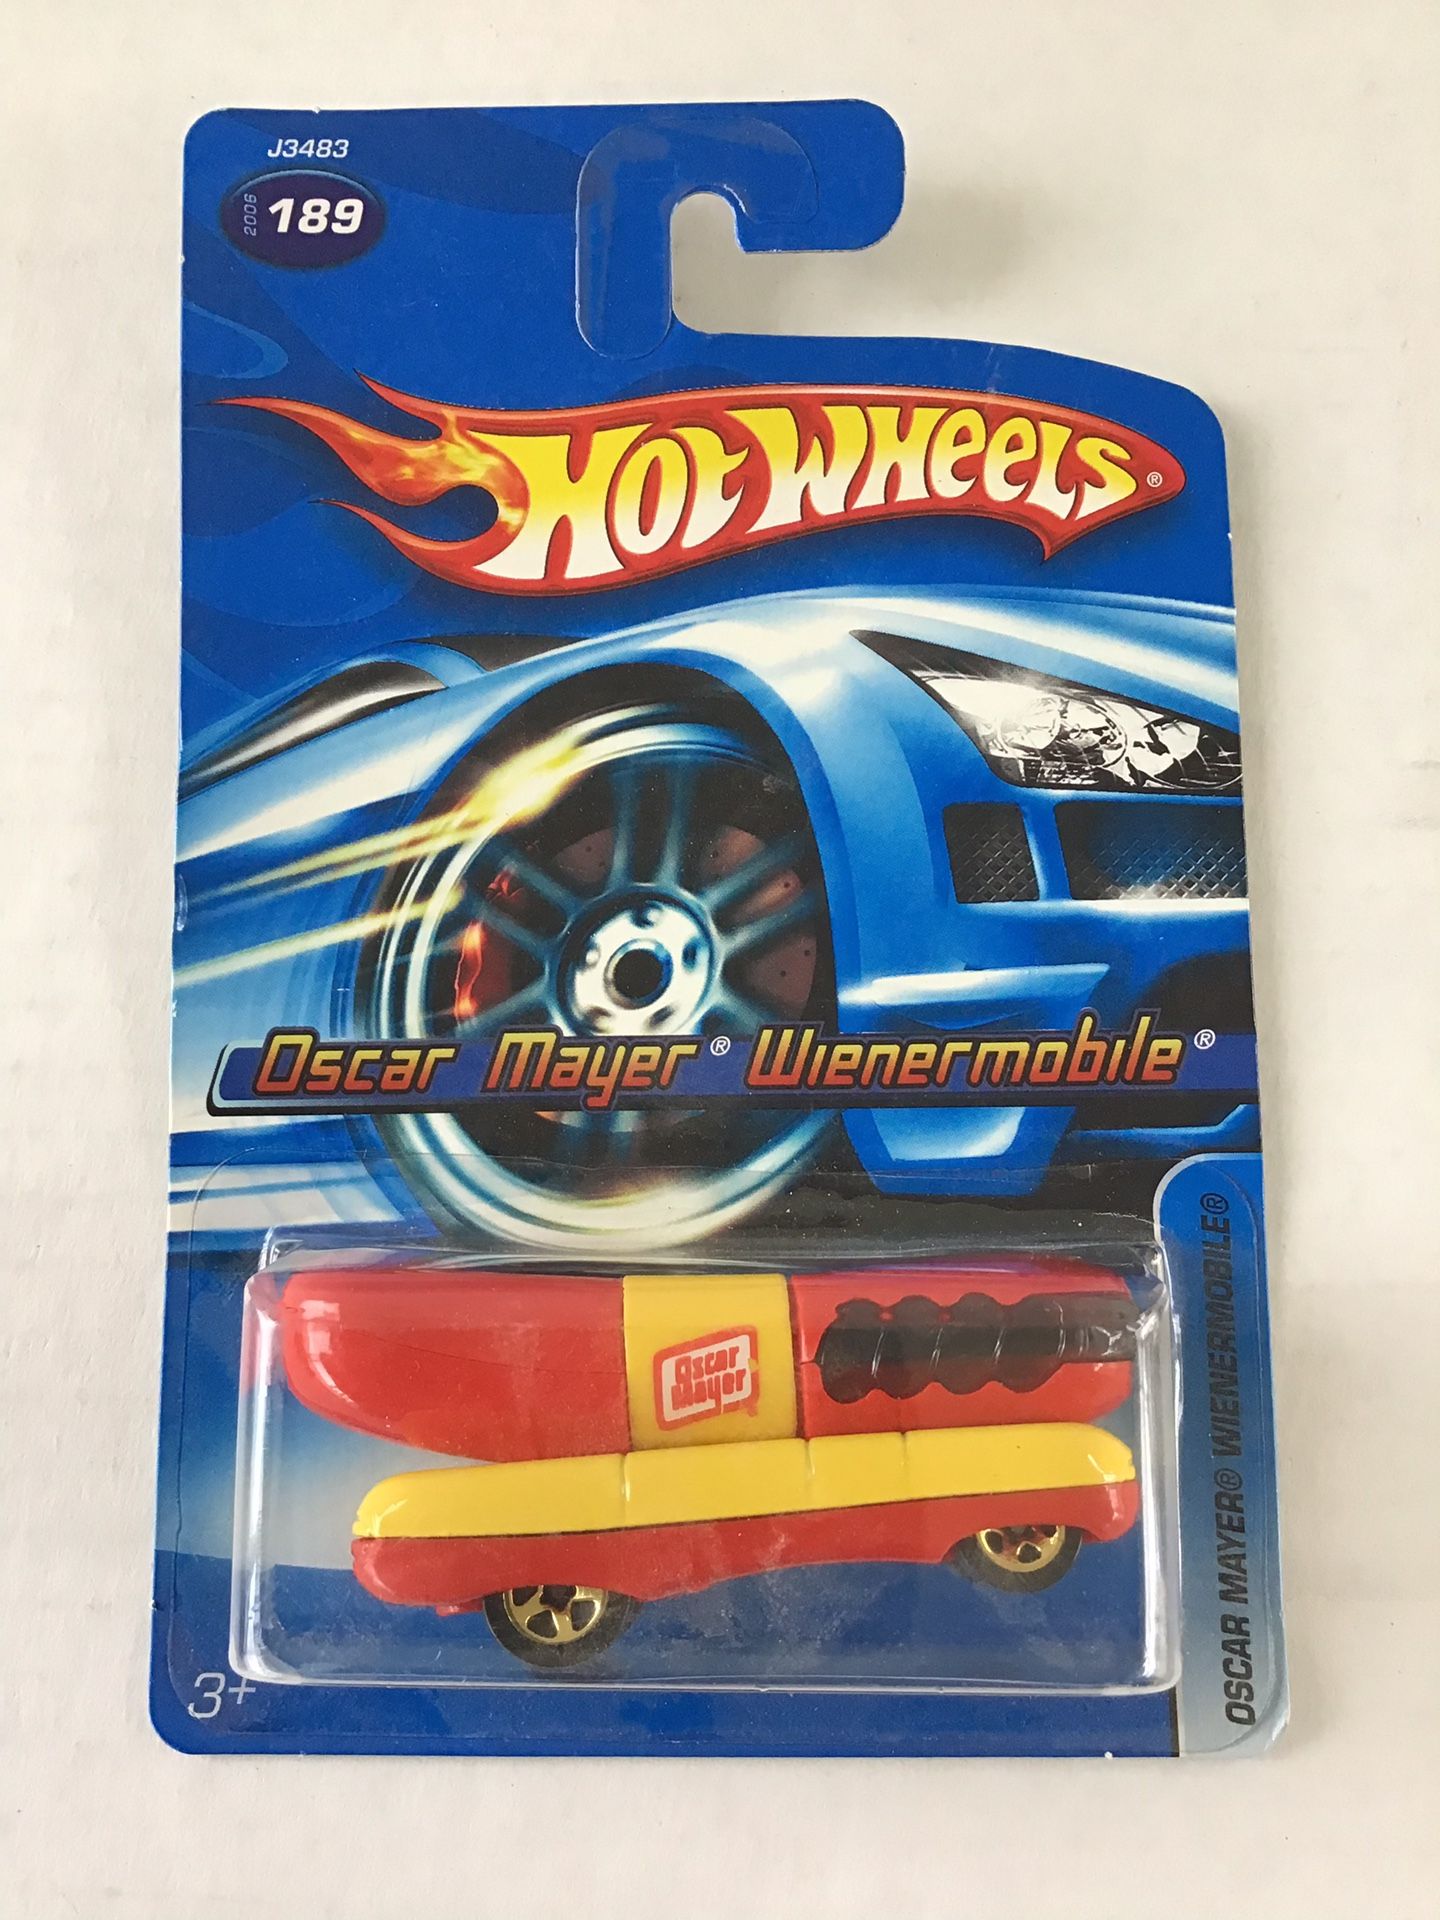 J3483
2006 189
HOT WHEELS®
Oscar Mayer® Wienermobile®
Oscar
Mayer
OSCAR MAYER® WIENERMOBILE®
3+